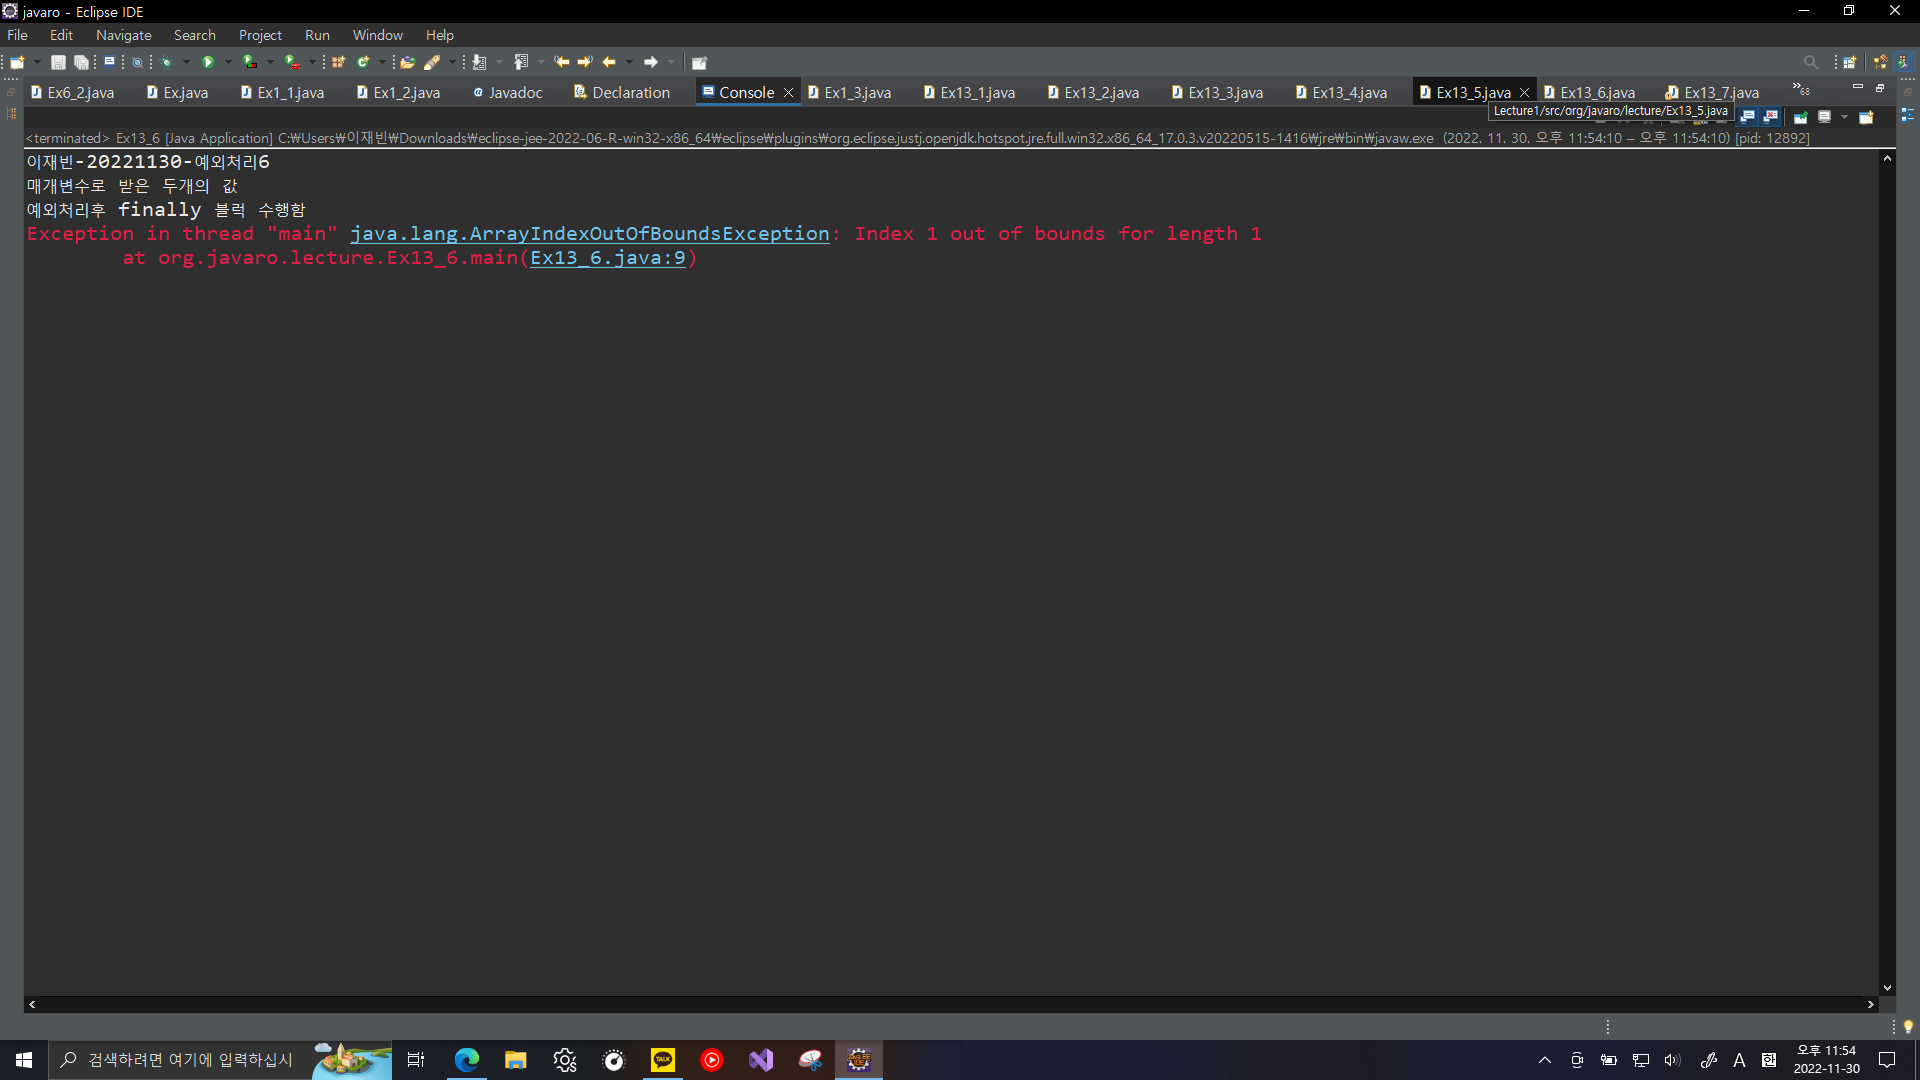 javaro - Eclipse IDE
File Edit Navigate Search Project Run Window Help
Ex6_2.java Ex.java Ex1_1.java Ex1_2.java Javadoc Declaration Console Ex1_3.java Ex13_1.java Ex13_2.java Ex13_3.java Ex13_4.java Ex13_5.java Ex13_6.java Ex13_7.java »68
Lecture1/src/org/javaro/lecture/Ex13_5.java
<terminated> Ex13_6 [Java Application] C:₩Users₩이재빈₩Downloads₩eclipse-jee-2022-06-R-win32-x86_64₩eclipse₩plugins₩org.eclipse.justj.openjdk.hotspot.jre.full.win32.x86_64_17.0.3.v20220515-1416₩jre₩bin₩javaw.exe (2022. 11. 30. 오후 11:54:10 – 오후 11:54:10) [pid: 12892]
이재빈-20221130-예외처리6
매개변수로 받은 두개의 값
예외처리후 finally 블럭 수행함
Exception in thread "main" java.lang.ArrayIndexOutOfBoundsException: Index 1 out of bounds for length 1
at org.javaro.lecture.Ex13_6.main(Ex13_6.java:9)
검색하려면 여기에 입력하십시
TALK
A
오후 11:54
2022-11-30